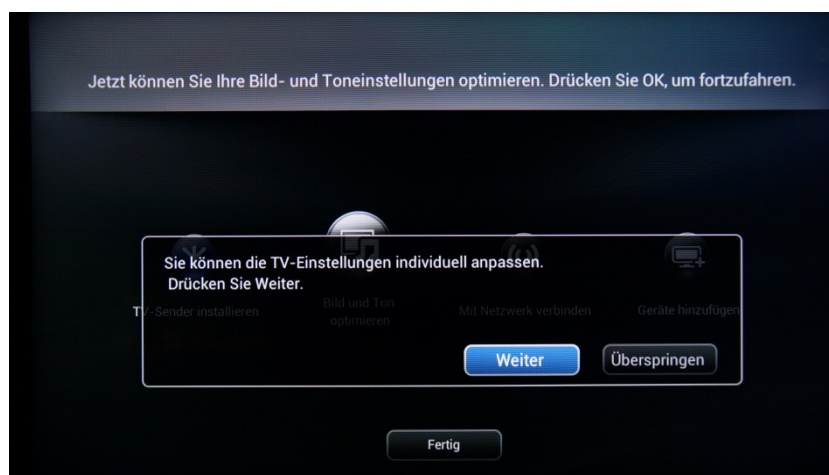 Jetzt können Sie Ihre Bild- und Toneinstellungen optimieren. Drücken Sie OK, um fortzufahren.
Sie können die TV-Einstellungen individuell anpassen.
Drücken Sie Weiter.
TV-Sender installieren
Bild und Ton
optimieren
Mit Netzwerk verbinden
Geräte hinzufügen
Weiter
Überspringen
Fertig